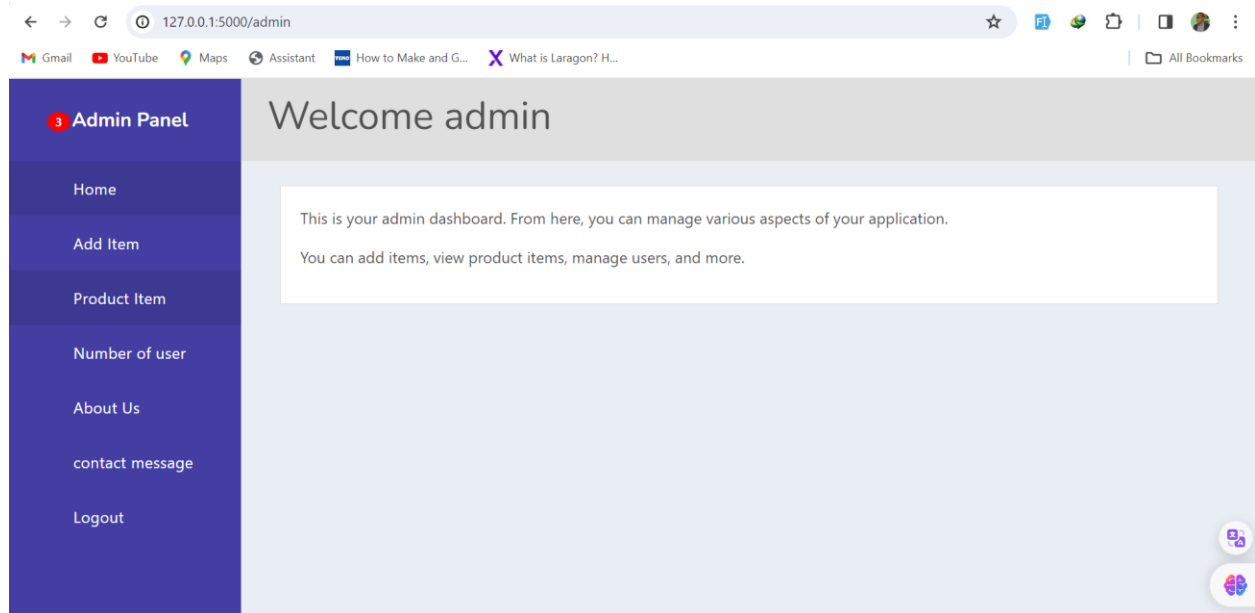 127.0.0.1:5000/admin
Gmail YouTube Maps Assistant How to Make and G... What is Laragon? H... All Bookmarks
3 Admin Panel
Welcome admin
Home
Add Item
Product Item
Number of user
About Us
contact message
Logout
This is your admin dashboard. From here, you can manage various aspects of your application.
You can add items, view product items, manage users, and more.